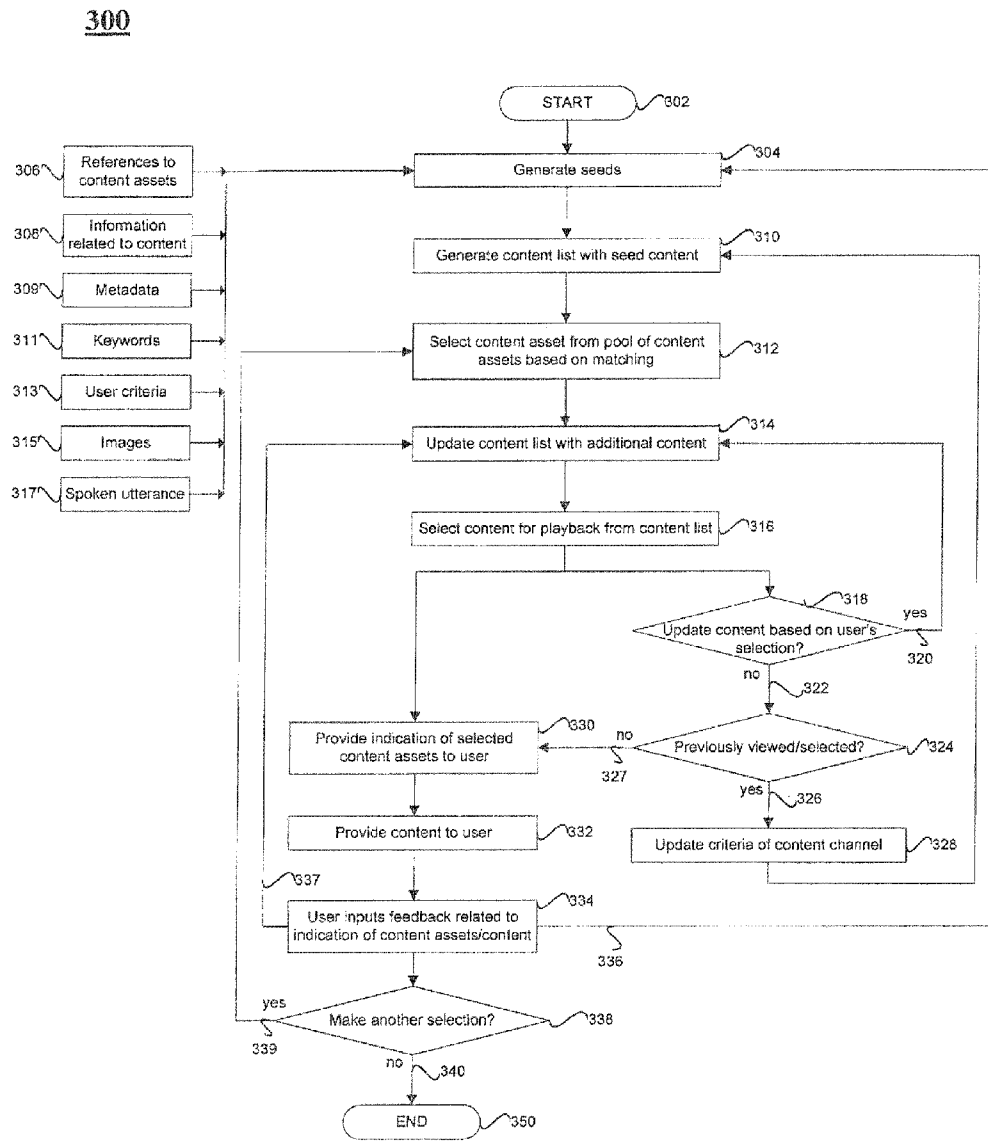 300
START
302
References to
content assets
306
Generate seeds
304
Information
related to content
308
Generate content list with seed content
310
Metadata
309
Keywords
311
Select content asset from pool of content
assets based on matching
312
User criteria
313
Images
315
Update content list with additional content
314
Spoken utterance
317
Select content for playback from content list
316
318
Update content based on user's
selection?
yes
320
no
322
Provide indication of selected
content assets to user
330
no
327
Previously viewed/selected?
324
yes
326
Provide content to user
332
Update criteria of content channel
328
337
User inputs feedback related to
indication of content assets/content
334
336
yes
339
Make another selection?
338
no
340
END
350